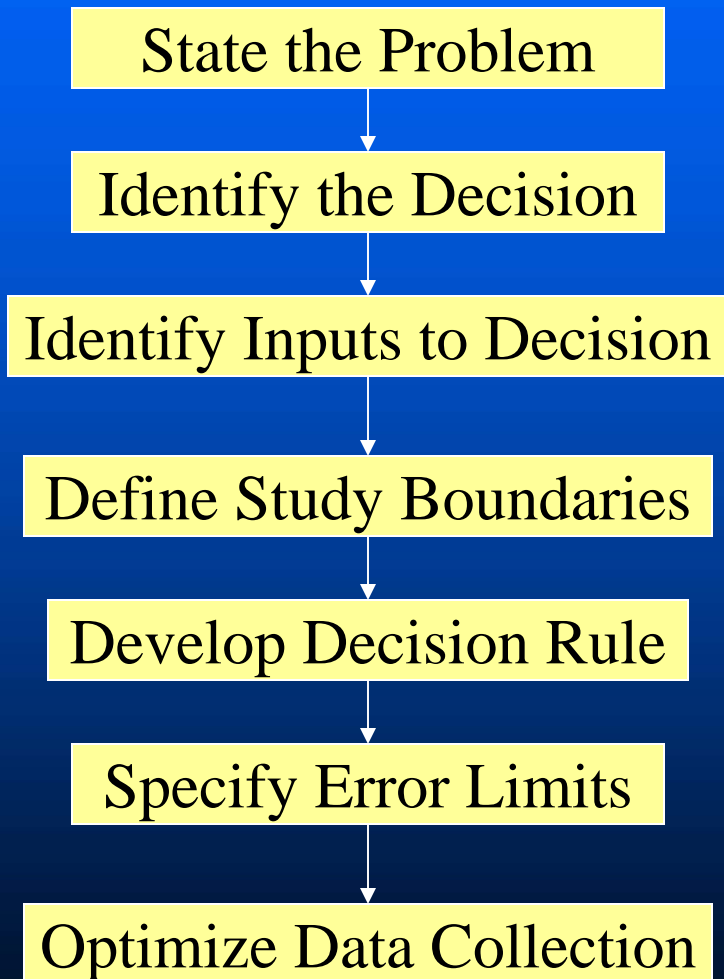 State the Problem
Identify the Decision
Identify Inputs to Decision
Define Study Boundaries
Develop Decision Rule
Specify Error Limits
Optimize Data Collection